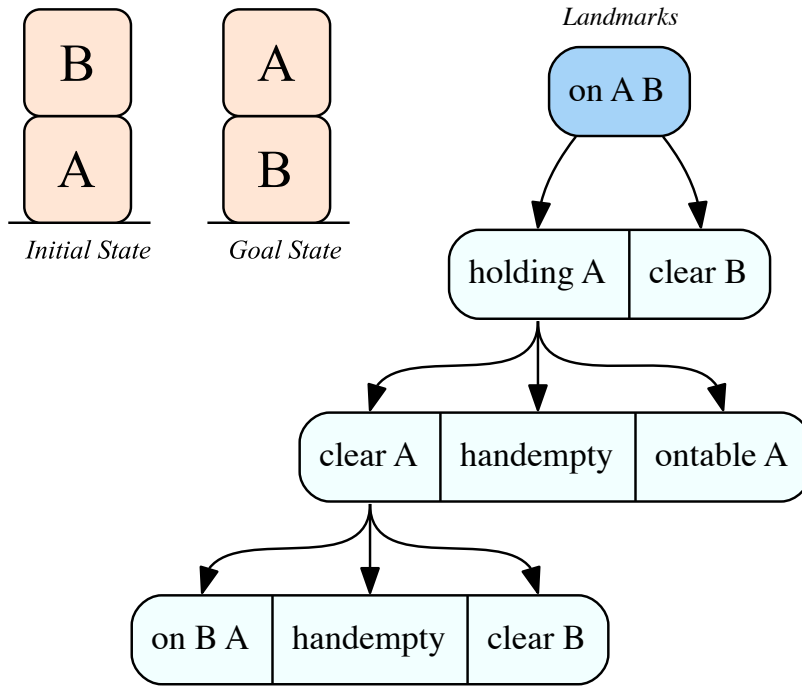 B
A
Initial State
A
B
Goal State
Landmarks
on A B
holding A
clear B
clear A
handempty
ontable A
on B A
handempty
clear B